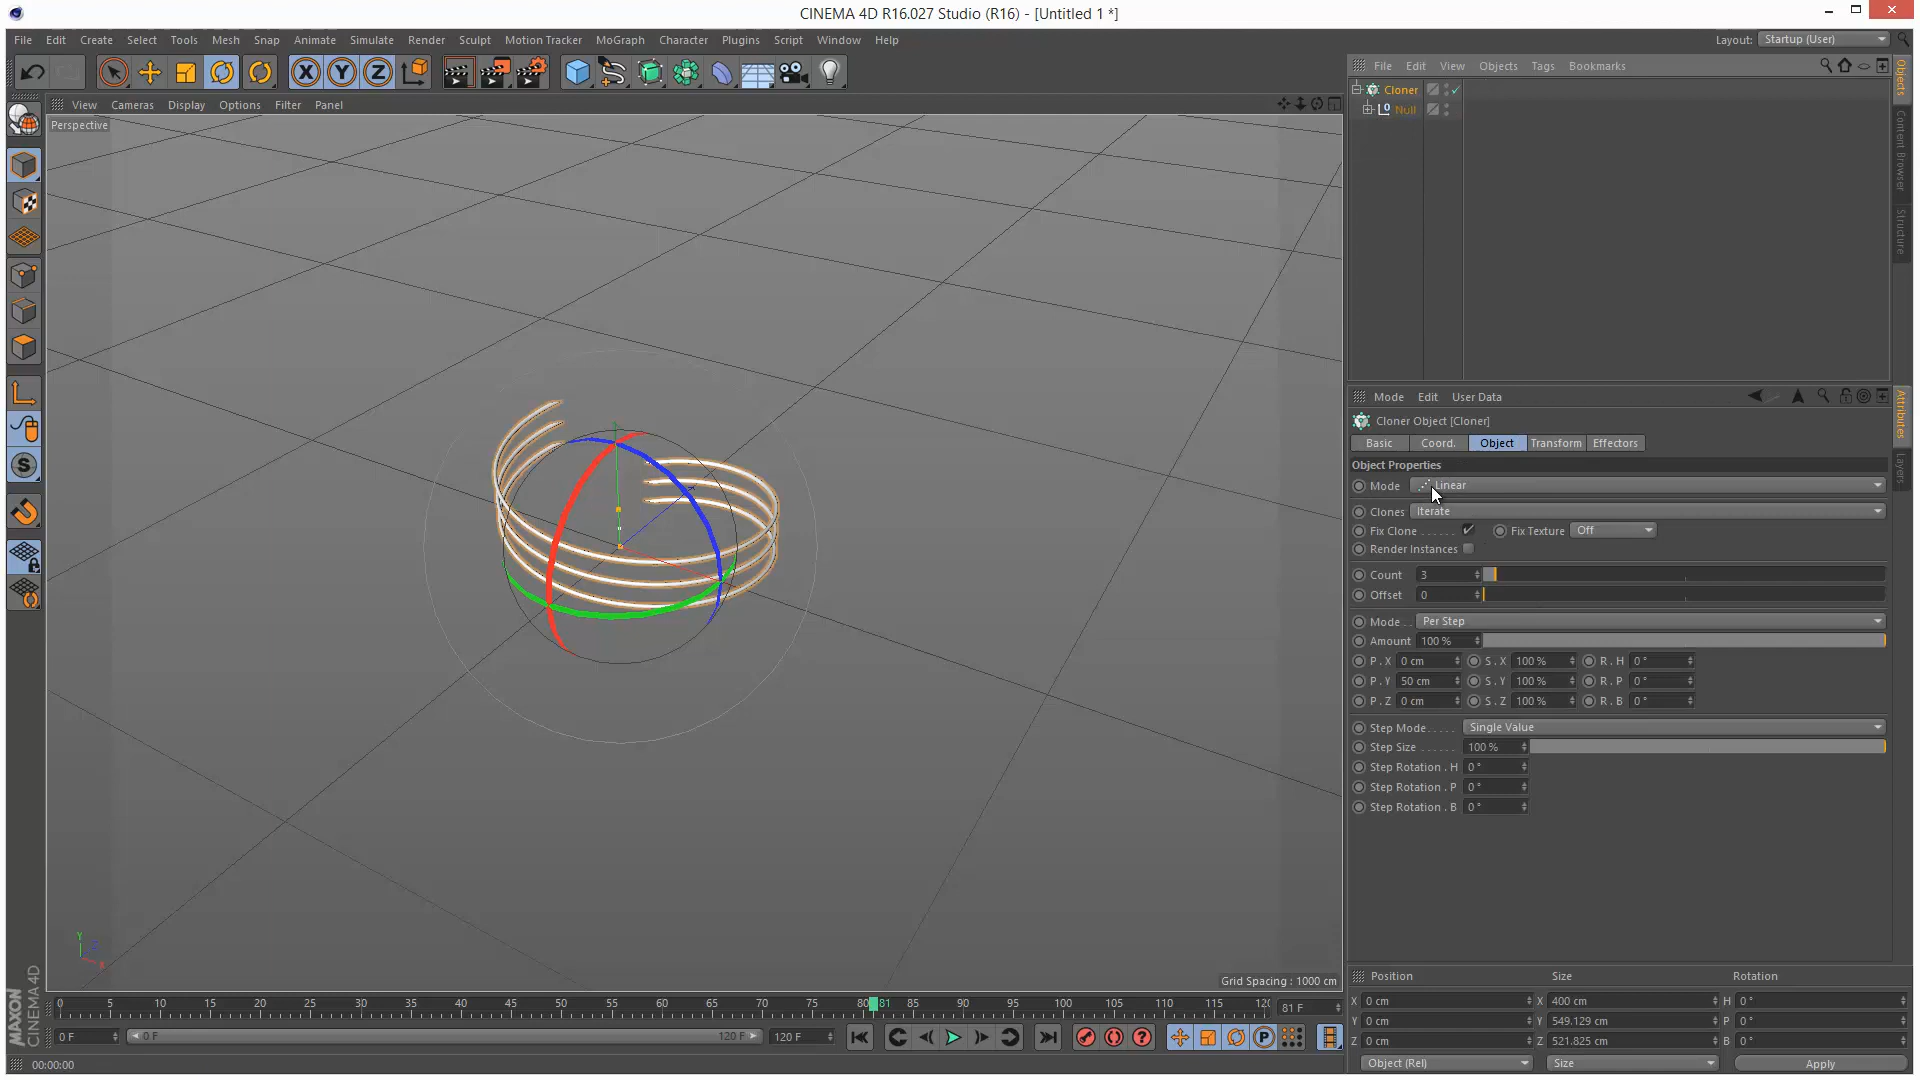 CINEMA 4D R16.027 Studio (R16) - [Untitled 1 *]
File Edit Create Select Tools Mesh Snap Animate Simulate Render Sculpt Motion Tracker MoGraph Character Plugins Script Window Help
Layout: Startup (User)
X Y Z
File Edit View Objects Tags Bookmarks
Objects
Content Browser
Structure
View Cameras Display Options Filter Panel
Perspective
Cloner
Null
Mode Edit User Data
Attributes
Layers
Cloner Object [Cloner]
Basic Coord. Object Transform Effectors
Object Properties
Mode Linear
Clones Iterate
Fix Clone Fix Texture Off
Render Instances
Count 3
Offset 0
Mode Per Step
Amount 100 %
P . X 0 cm S . X 100 % R . H 0 °
P . Y 50 cm S . Y 100 % R . P 0 °
P . Z 0 cm S . Z 100 % R . B 0 °
Step Mode Single Value
Step Size 100 %
Step Rotation . H 0 °
Step Rotation . P 0 °
Step Rotation . B 0 °
Y
Z
X
Grid Spacing : 1000 cm
0 5 10 15 20 25 30 35 40 45 50 55 60 65 70 75 80 81 85 90 95 100 105 110 115 120
81 F
0 F 0 F 120 F 120 F
P
00:00:00
MAXON
CINEMA 4D
Position Size Rotation
X 0 cm X 400 cm H 0 °
Y 0 cm Y 549.129 cm P 0 °
Z 0 cm Z 521.825 cm B 0 °
Object (Rel) Size Apply